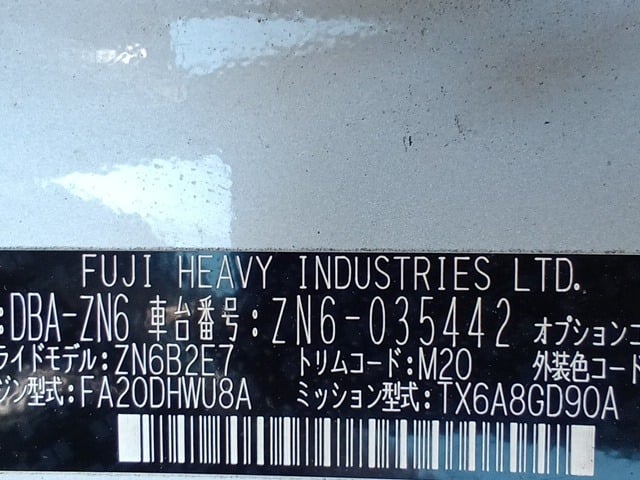 FUJI HEAVY INDUSTRIES LTD.
:DBA-ZN6 車台番号:ZN6-035442 オプションコ
ライドモデル:ZN6B2E7 トリムコード:M20 外装色コード
ジン型式:FA20DHWU8A ミッション型式:TX6A8GD90A